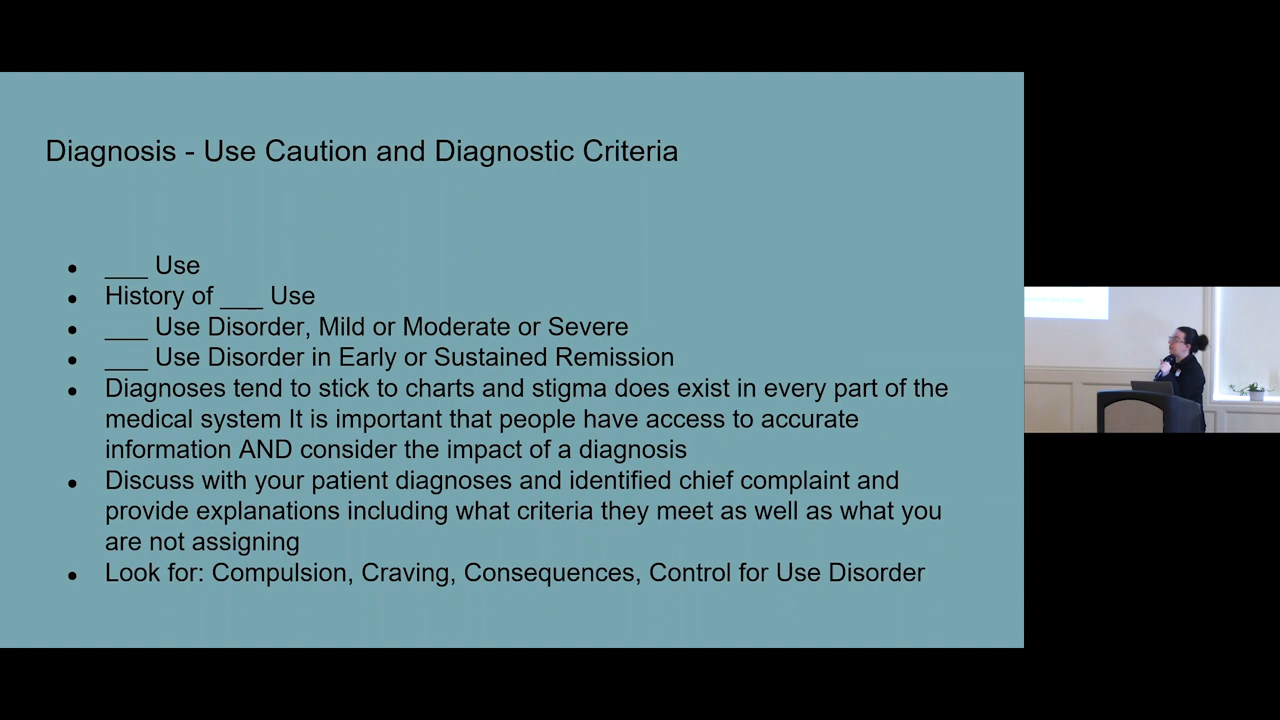 Diagnosis - Use Caution and Diagnostic Criteria
● ___ Use
● History of ___ Use
● ___ Use Disorder, Mild or Moderate or Severe
● ___ Use Disorder in Early or Sustained Remission
● Diagnoses tend to stick to charts and stigma does exist in every part of the
medical system It is important that people have access to accurate
information AND consider the impact of a diagnosis
● Discuss with your patient diagnoses and identified chief complaint and
provide explanations including what criteria they meet as well as what you
are not assigning
● Look for: Compulsion, Craving, Consequences, Control for Use Disorder